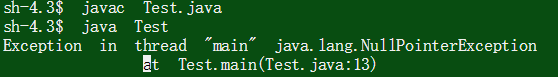 sh-4.3$ javac Test.java
sh-4.3$ java Test
Exception in thread "main" java.lang.NullPointerException
at Test.main(Test.java:13)